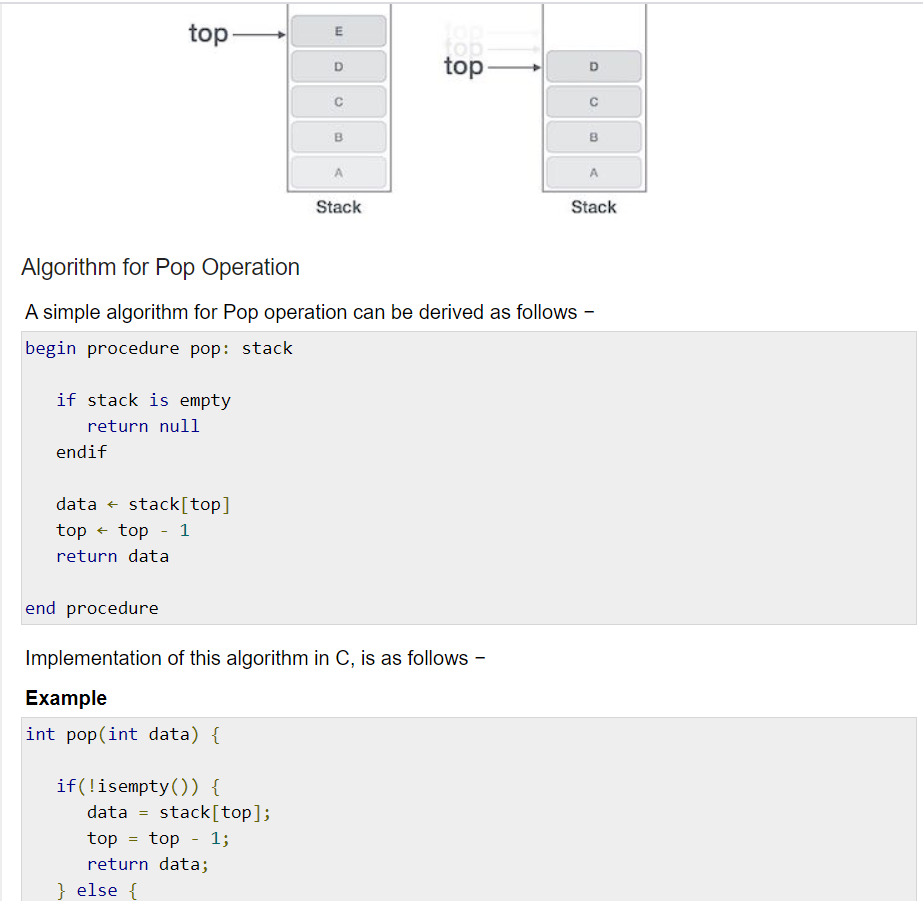 top E top
top
D top D
C C
B B
A A
Stack Stack
Algorithm for Pop Operation
A simple algorithm for Pop operation can be derived as follows −
begin procedure pop: stack
if stack is empty
return null
endif
data ← stack[top]
top ← top - 1
return data
end procedure
Implementation of this algorithm in C, is as follows −
Example
int pop(int data) {
if(!isempty()) {
data = stack[top];
top = top - 1;
return data;
} else {